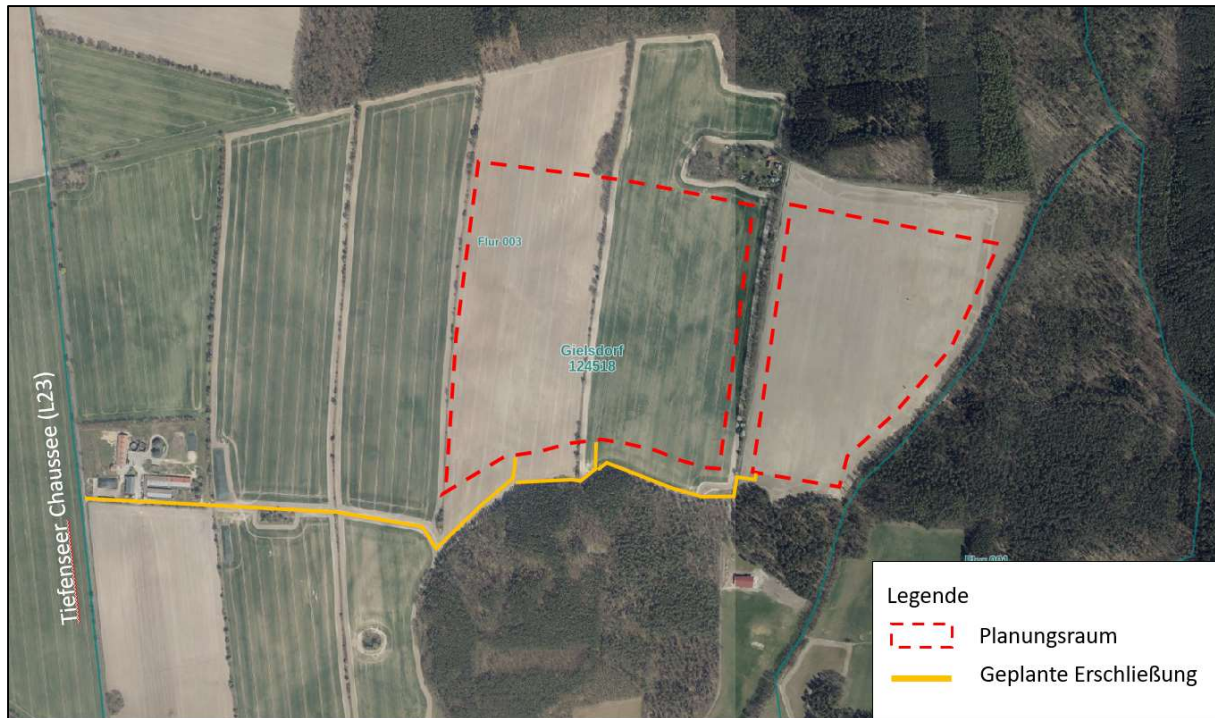 Flur 003
Gielsdorf
124518
Tiefenseer Chaussee (L23)
Legende
Planungsraum
Geplante Erschließung